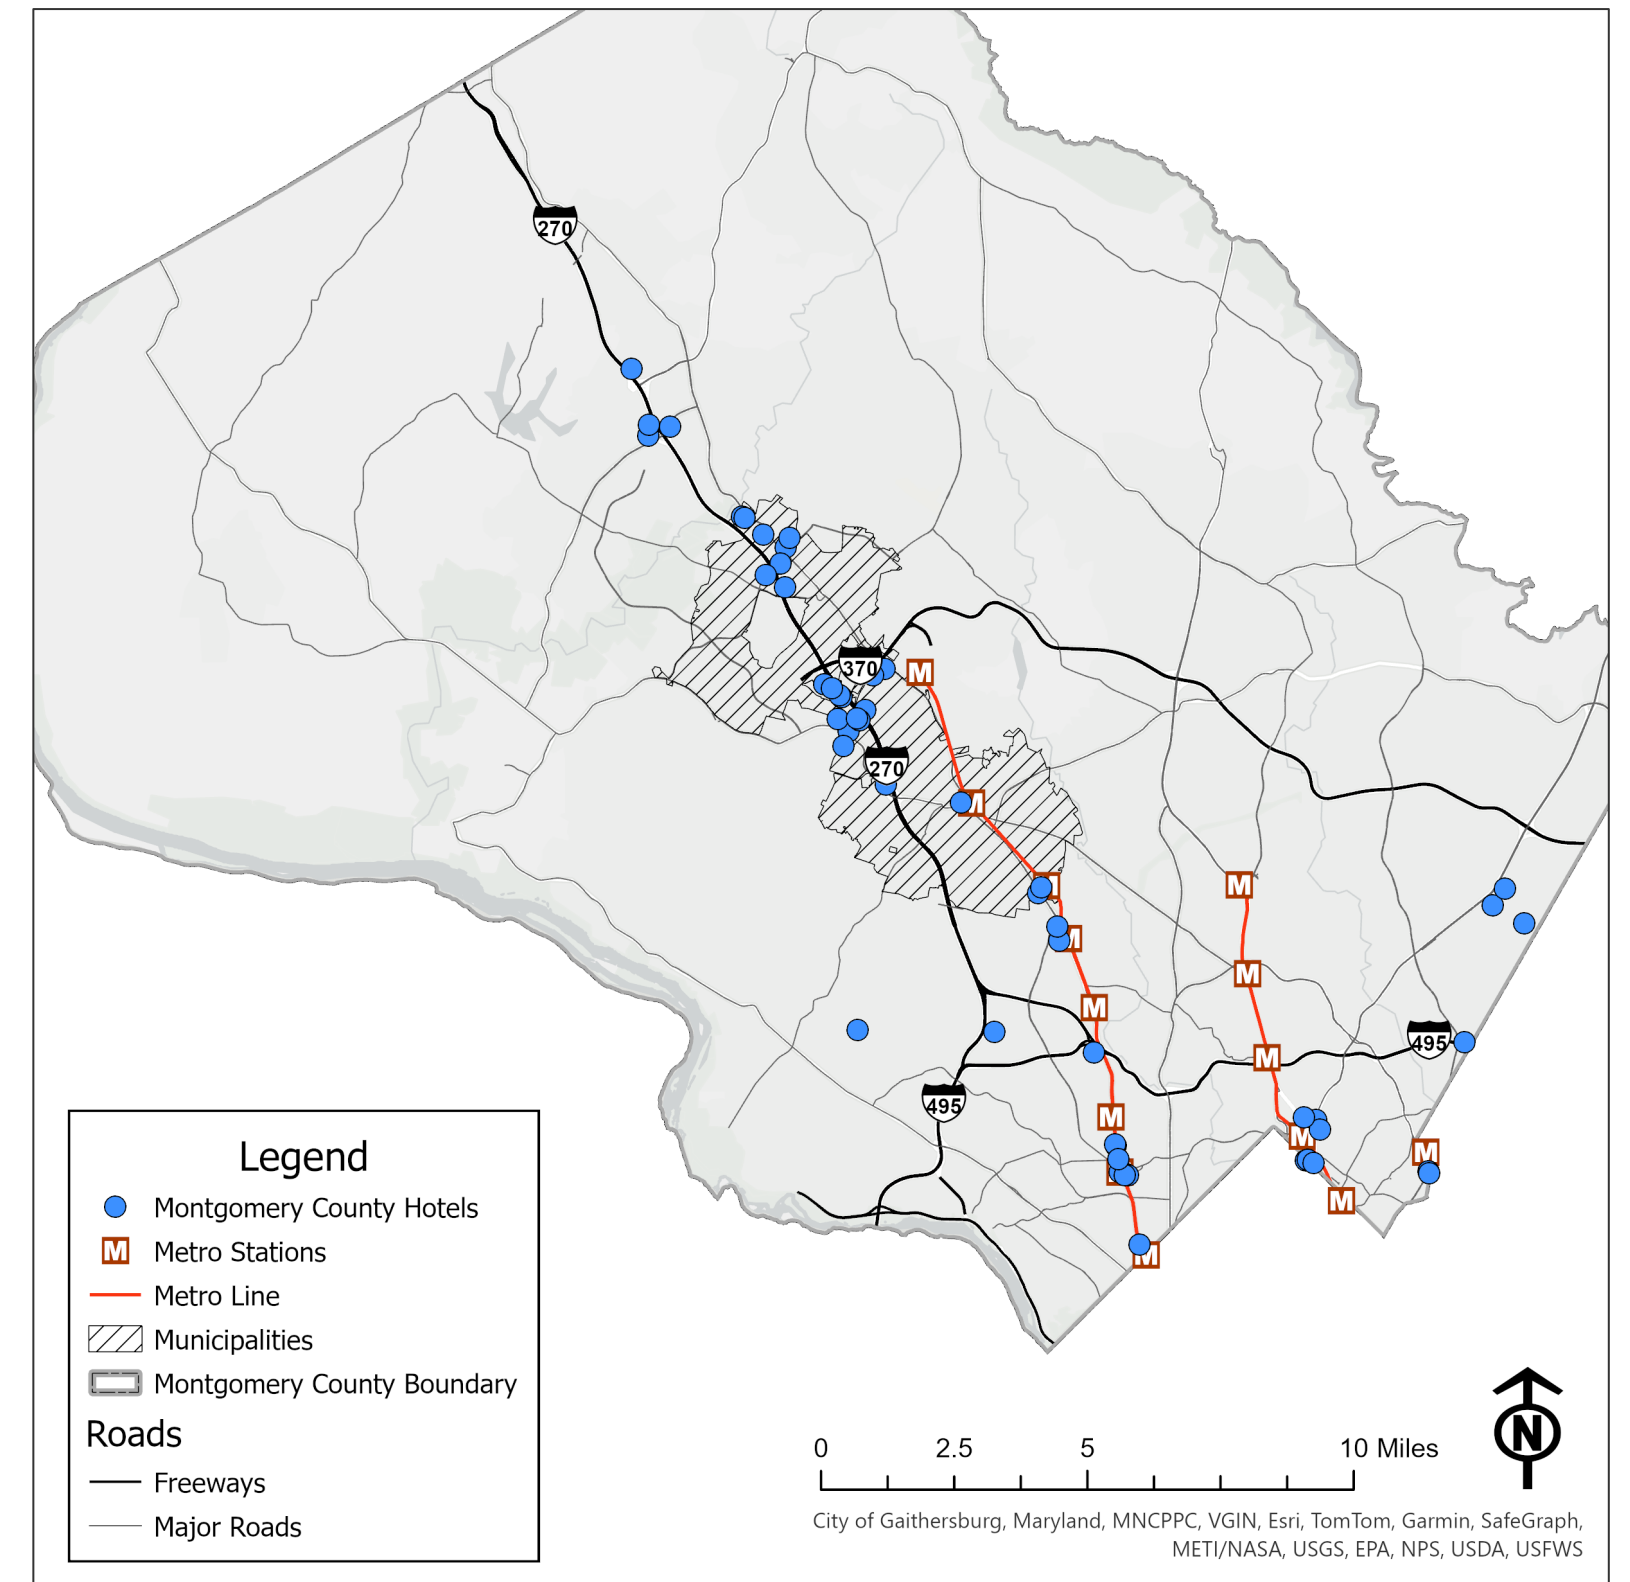 270
370
M
270
M
M
M
M
M
M
495
M
495
M
M
M
M
M
M
M
Legend
Montgomery County Hotels
M Metro Stations
Metro Line
Municipalities
Montgomery County Boundary
Roads
Freeways
Major Roads
N
0 2.5 5 10 Miles
City of Gaithersburg, Maryland, MNCPPC, VGIN, Esri, TomTom, Garmin, SafeGraph,
METI/NASA, USGS, EPA, NPS, USDA, USFWS